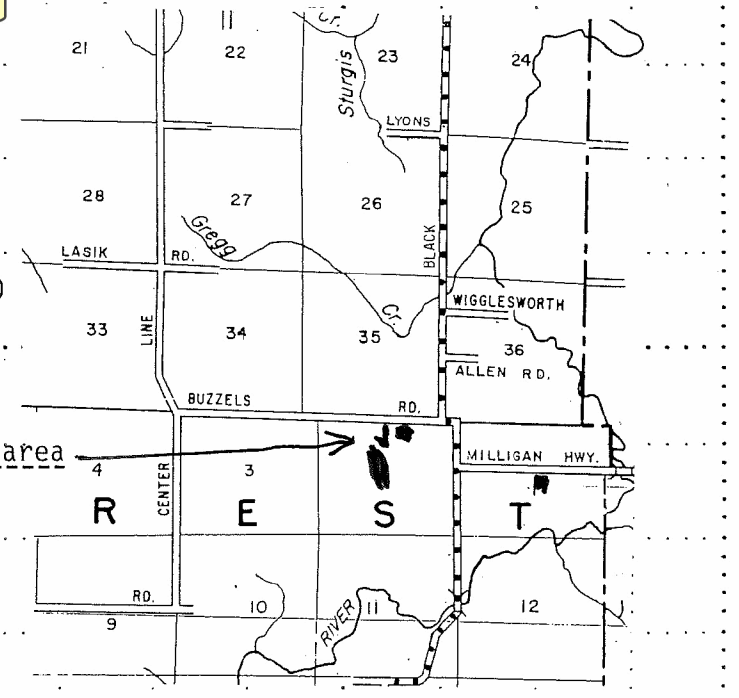 Cr.
21
22
Sturgis
23
24
LYONS
28
27
26
25
Gregg
BLACK
LASIK RD.
Cr.
WIGGLESWORTH
33
LINE
34
35
36
ALLEN RD.
BUZZELS RD.
area
4
CENTER
3
MILLIGAN HWY.
R E S T
RD.
10
RIVER
11
12
9